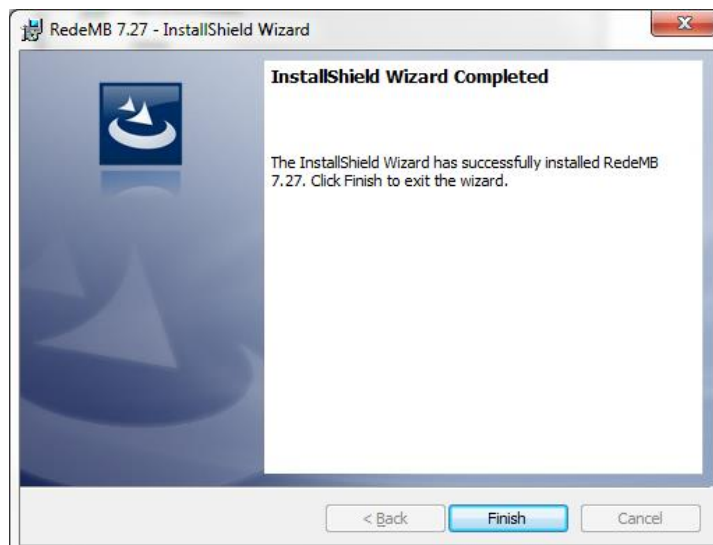 RedeMB 7.27 - InstallShield Wizard
InstallShield Wizard Completed
The InstallShield Wizard has successfully installed RedeMB
7.27. Click Finish to exit the wizard.
< Back
Finish
Cancel